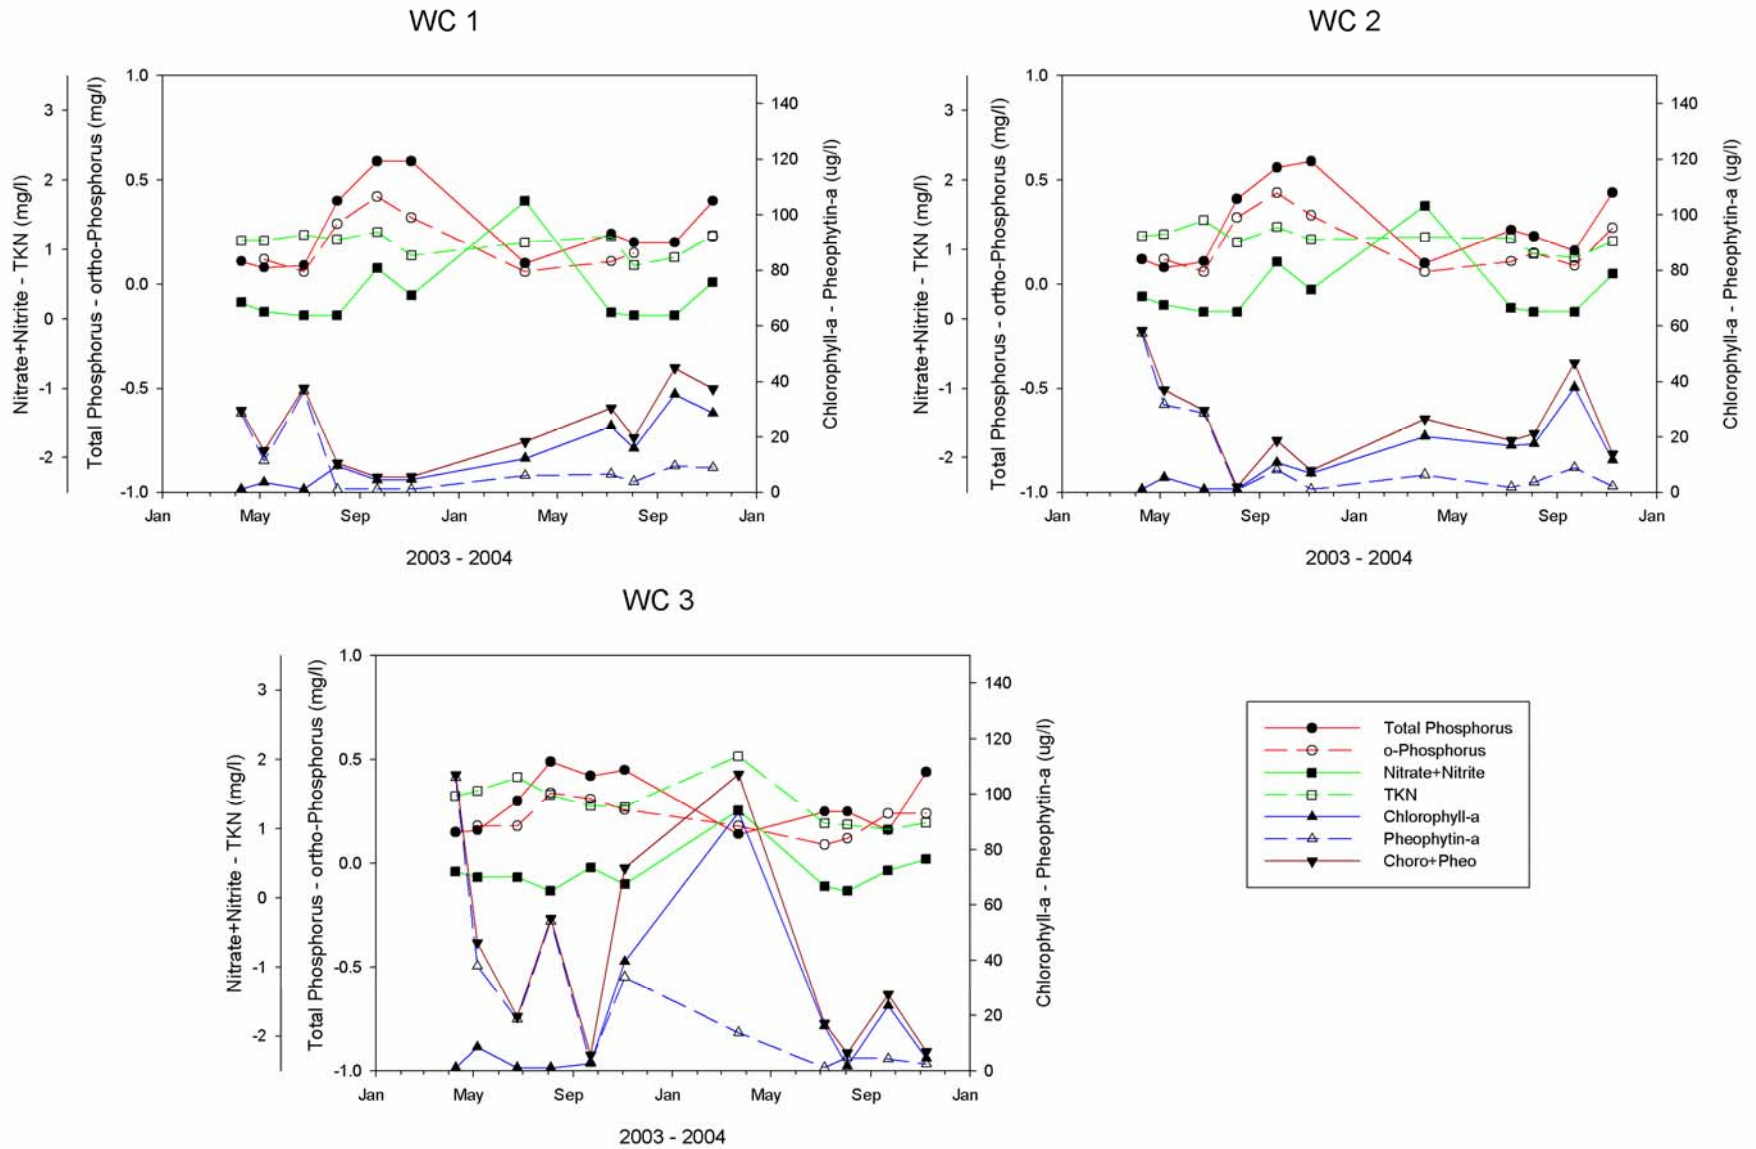 WC 1
Nitrate+Nitrite - TKN (mg/l)
3
2
1
0
-1
-2
Total Phosphorus - ortho-Phosphorus (mg/l)
1.0
0.5
0.0
-0.5
-1.0
140
120
100
80
60
40
20
0
Chlorophyll-a - Pheophytin-a (ug/l)
Jan May Sep Jan May Sep Jan
2003 - 2004
WC 2
Nitrate+Nitrite - TKN (mg/l)
3
2
1
0
-1
-2
Total Phosphorus - ortho-Phosphorus (mg/l)
1.0
0.5
0.0
-0.5
-1.0
140
120
100
80
60
40
20
0
Chlorophyll-a - Pheophytin-a (ug/l)
Jan May Sep Jan May Sep Jan
2003 - 2004
WC 3
Nitrate+Nitrite - TKN (mg/l)
3
2
1
0
-1
-2
Total Phosphorus - ortho-Phosphorus (mg/l)
1.0
0.5
0.0
-0.5
-1.0
140
120
100
80
60
40
20
0
Chlorophyll-a - Pheophytin-a (ug/l)
Jan May Sep Jan May Sep Jan
2003 - 2004
Total Phosphorus
o-Phosphorus
Nitrate+Nitrite
TKN
Chlorophyll-a
Pheophytin-a
Choro+Pheo